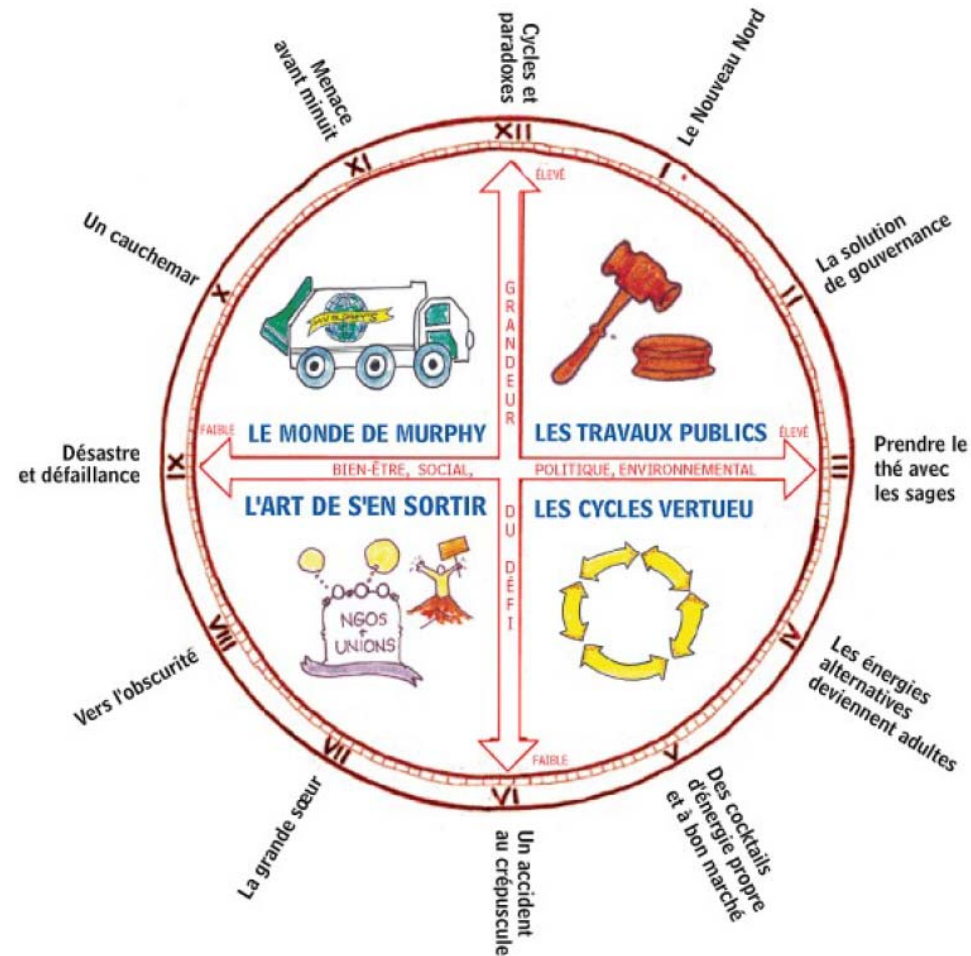 Cycles et
paradoxes
Menace
avant minuit
Le Nouveau Nord
Un cauchemar
La solution
de gouvernance
XII
XI
I
X
II
ÉLEVÉ
GRANDEUR
MURPHY'S
FAIBLE
LE MONDE DE MURPHY
LES TRAVAUX PUBLICS
ÉLEVÉ
Désastre
et défaillance
IX
BIEN-ÊTRE, SOCIAL,
POLITIQUE, ENVIRONNEMENTAL
III
Prendre le
thé avec
les sages
L'ART DE S'EN SORTIR
LES CYCLES VERTUEU
DU DÉFI
NGOS
+
UNIONS
VIII
IV
Vers l'obscurité
Les énergies
alternatives
deviennent adultes
VII
FAIBLE
V
VI
La grande sœur
Un accident
au crépuscule
Des cocktails
d'énergie propre
et à bon marché